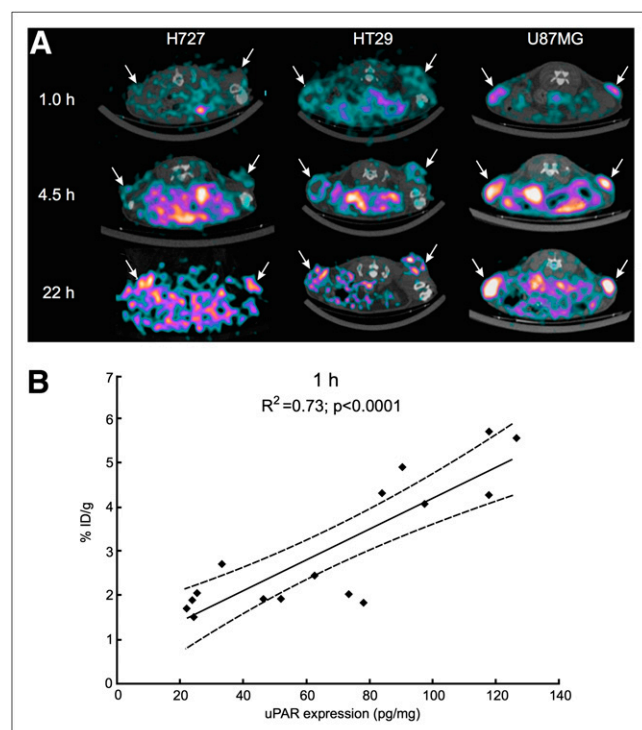 A
H727 HT29 U87MG
1.0 h
4.5 h
22 h
B
1 h
R2 =0.73; p<0.0001
7
6
5
4
3
2
1
0
% ID/g
0 20 40 60 80 100 120 140
uPAR expression (pg/mg)